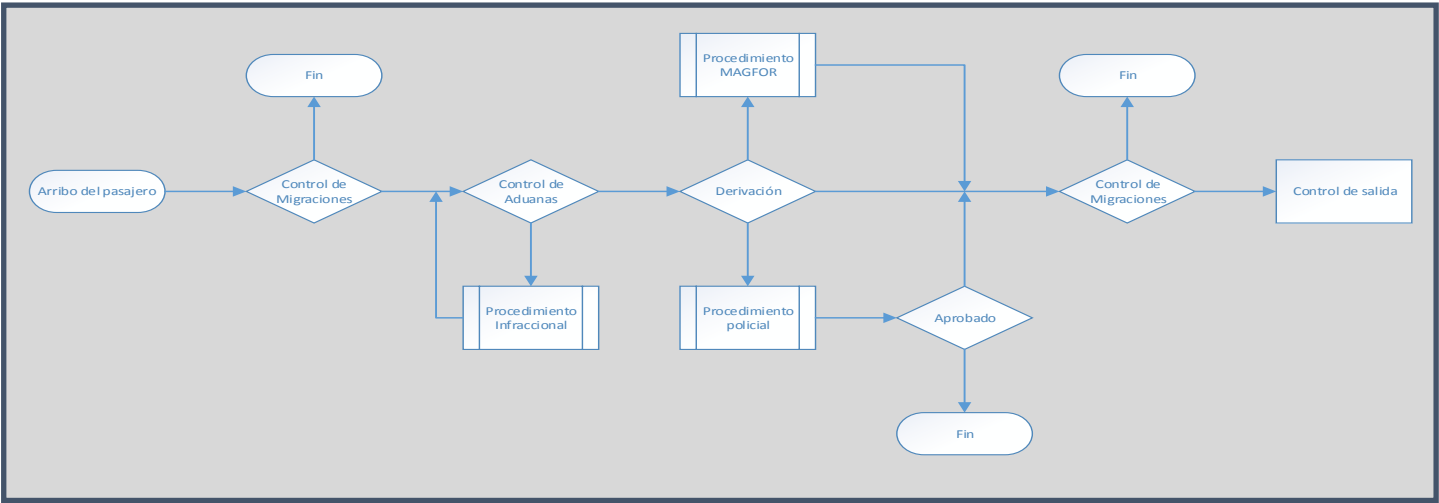 Procedimiento
MAGFOR
Fin
Fin
Arribo del pasajero
Control de
Migraciones
Control de
Aduanas
Derivación
Control de
Migraciones
Control de salida
Procedimiento
Infraccional
Procedimiento
policial
Aprobado
Fin